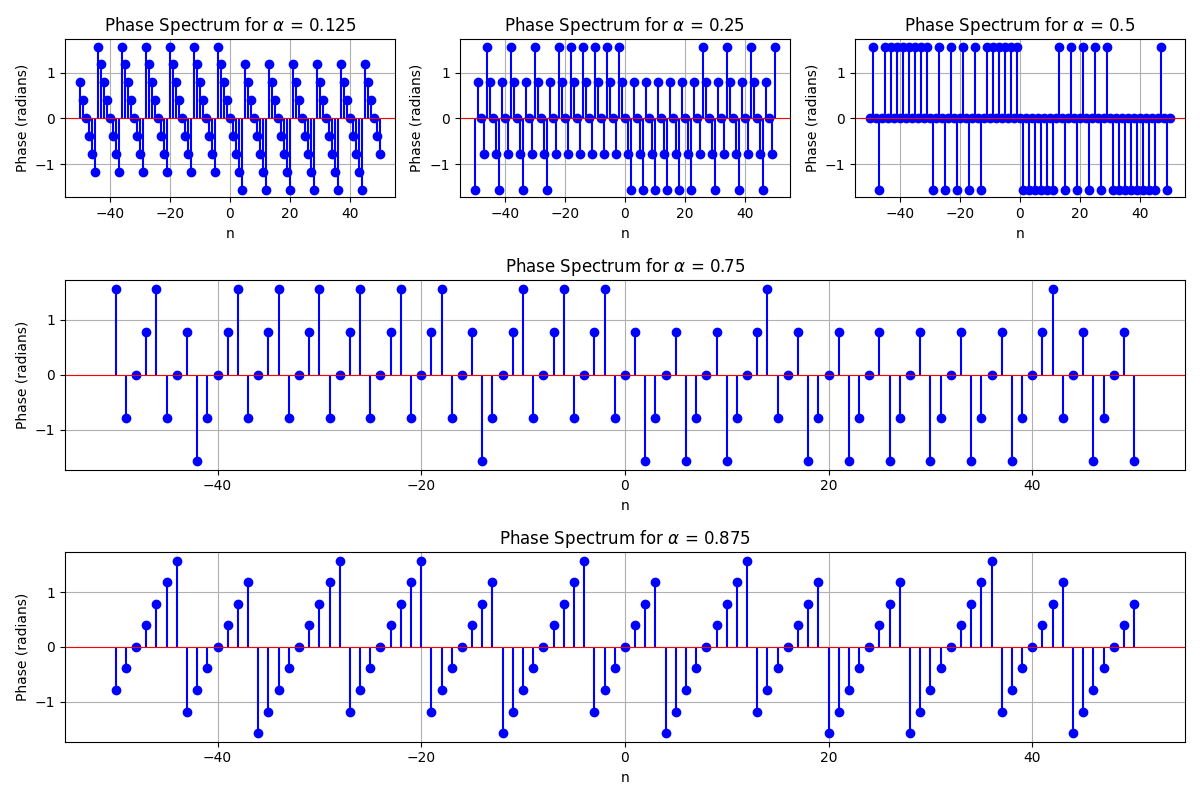 Phase Spectrum for α = 0.125
Phase (radians)
1
0
−1
−40 −20 0 20 40
n
Phase Spectrum for α = 0.25
Phase (radians)
1
0
−1
−40 −20 0 20 40
n
Phase Spectrum for α = 0.5
Phase (radians)
1
0
−1
−40 −20 0 20 40
n
Phase Spectrum for α = 0.75
Phase (radians)
1
0
−1
−40 −20 0 20 40
n
Phase Spectrum for α = 0.875
Phase (radians)
1
0
−1
−40 −20 0 20 40
n